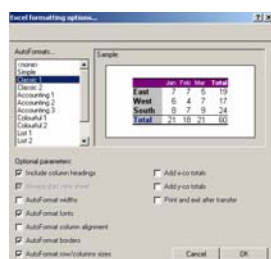 Excel formatting options...
AutoFormats... Sample:
<none>
Simple
Classic 1
Classic 2
Accounting 1
Accounting 2
Accounting 3
Colourful 1
Colourful 2
List 1
List 2
Jan Feb Mar Total
East 7 7 5 19
West 6 4 7 17
South 8 7 9 24
Total 21 18 21 60
Optional parameters:
Include column headings
Always start new sheet
AutoFormat widths
AutoFormat fonts
AutoFormat column alignment
AutoFormat borders
AutoFormat row/columns sizes
Add x-co totals
Add y-co totals
Print and exit after transfer
Cancel OK